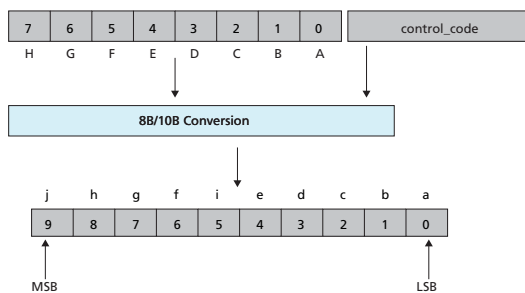 7 6 5 4 3 2 1 0 control_code
H G F E D C B A
8B/10B Conversion
j h g f i e d c b a
9 8 7 6 5 4 3 2 1 0
MSB LSB